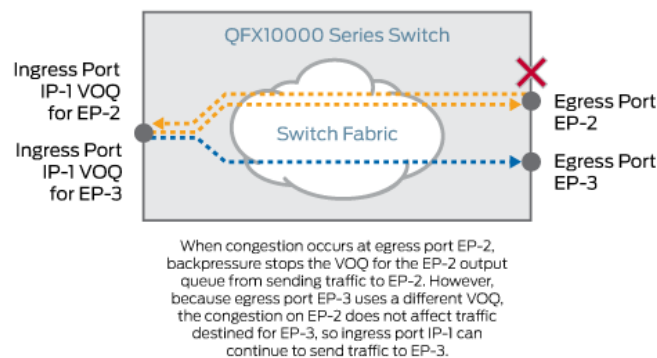 QFX10000 Series Switch
Ingress Port
IP-1 VOQ
for EP-2
Ingress Port
IP-1 VOQ
for EP-3
Switch Fabric
Egress Port
EP-2
Egress Port
EP-3
When congestion occurs at egress port EP-2,
backpressure stops the VOQ for the EP-2 output
queue from sending traffic to EP-2. However,
because egress port EP-3 uses a different VOQ,
the congestion on EP-2 does not affect traffic
destined for EP-3, so ingress port IP-1 can
continue to send traffic to EP-3.